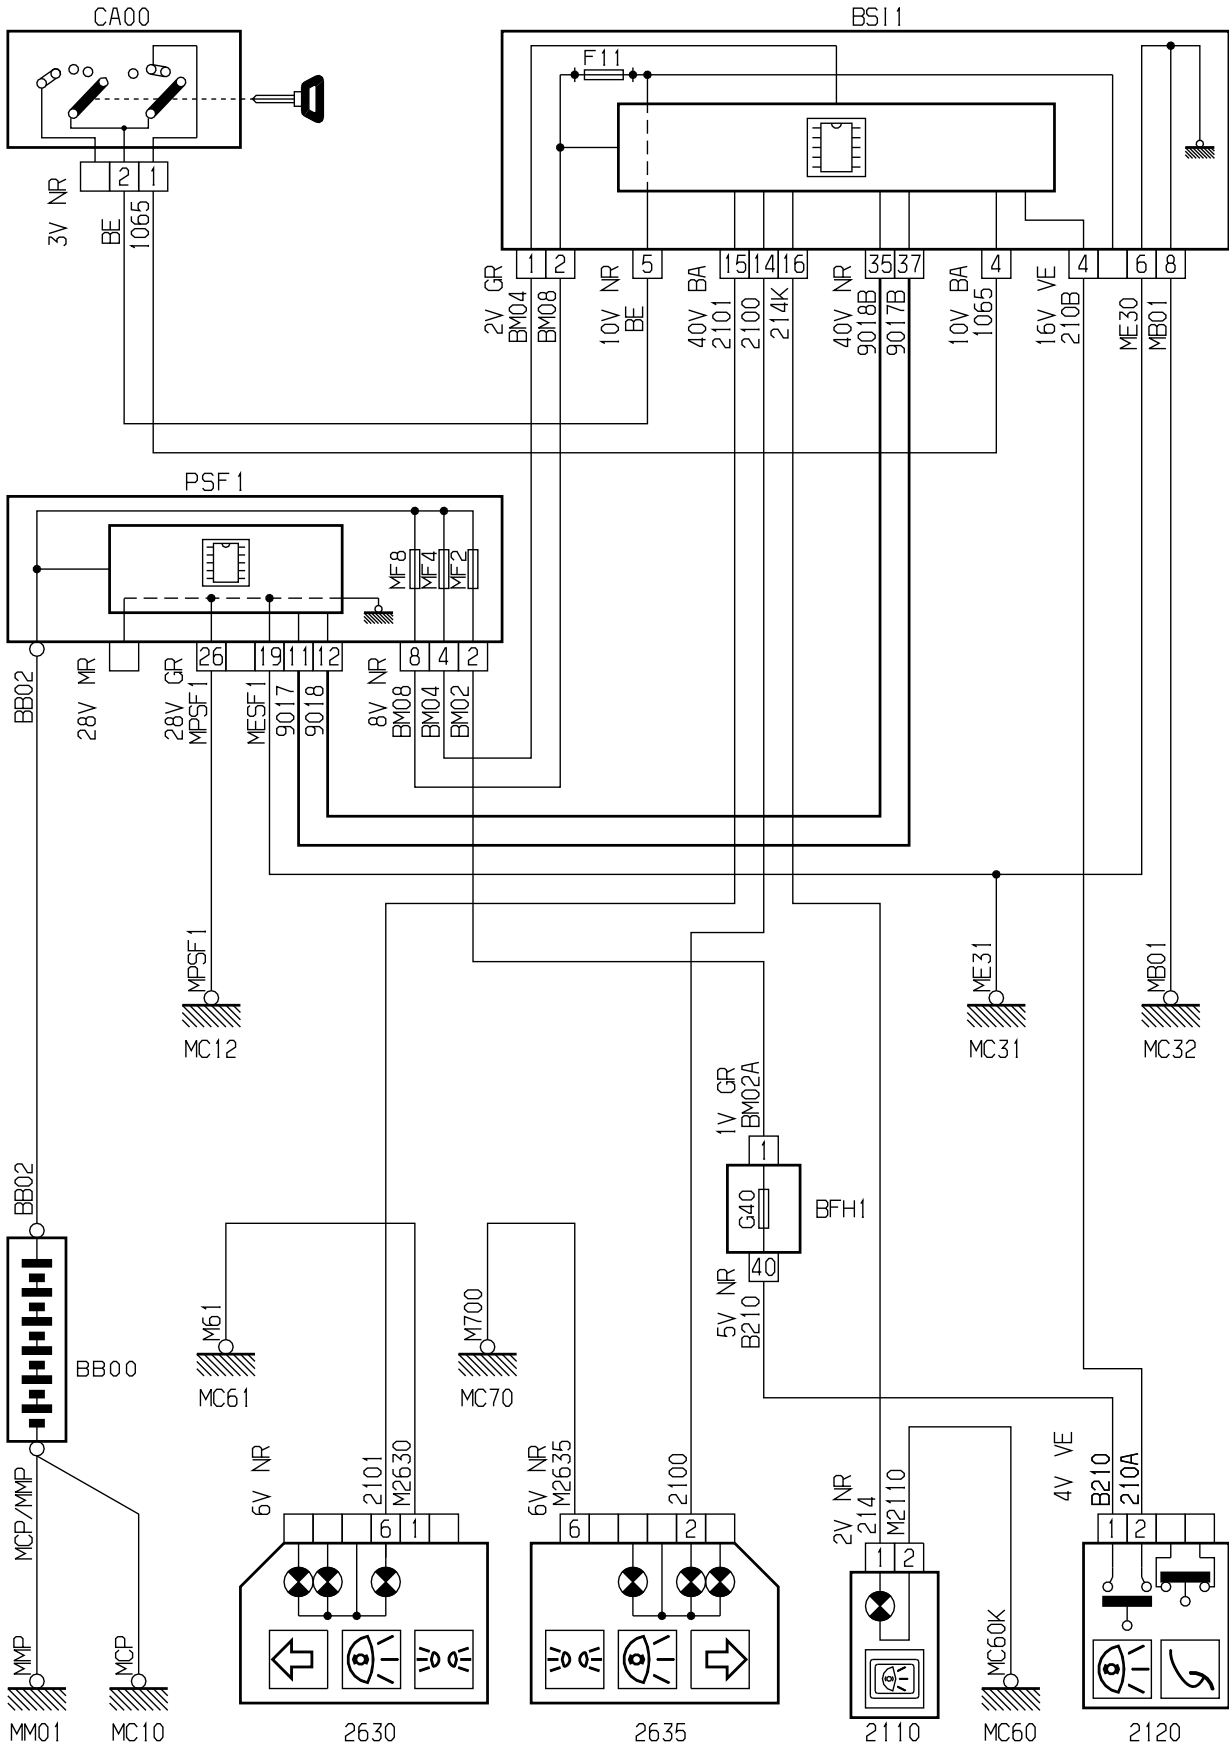 CA00
BSI1
F11
2 1
3V NR
BE
1065
1 2 5 15 14 16 35 37 4 4 6 8
2V GR
BM04
BM08
10V NR
BE
40V BA
2101
2100
214K
40V NR
9018B
9017B
10V BA
1065
16V VE
210B
ME30
MB01
PSF1
MF8
MF4
MF2
26 19 11 12 8 4 2
BB02
28V MR
28V GR
MPSF1
MESF1
9017
9018
8V NR
BM08
BM04
BM02
MPSF1
MC12
ME31
MC31
MB01
MC32
1V GR
BM02A
1
G40
BFH1
40
5V NR
B210
BB02
BB00
M61
MC61
M700
MC70
MCP/MMP
MMP
MM01
MCP
MC10
6V NR
2101
M2630
6 1
2630
6V NR
M2635
2100
6 2
2635
2V NR
214
M2110
1 2
2110
MC60K
MC60
4V VE
B210
210A
1 2
2120